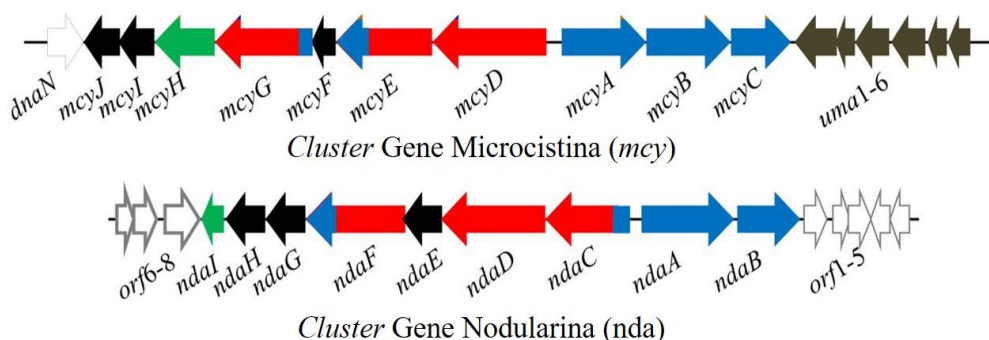 dnaN mcyJ mcyI mcyH mcyG mcyF mcyE mcyD mcyA mcyB mcyC uma1-6
Cluster Gene Microcistina (mcy)
orf6-8 ndaI ndaH ndaG ndaF ndaE ndaD ndaC ndaA ndaB orf1-5
Cluster Gene Nodularina (nda)